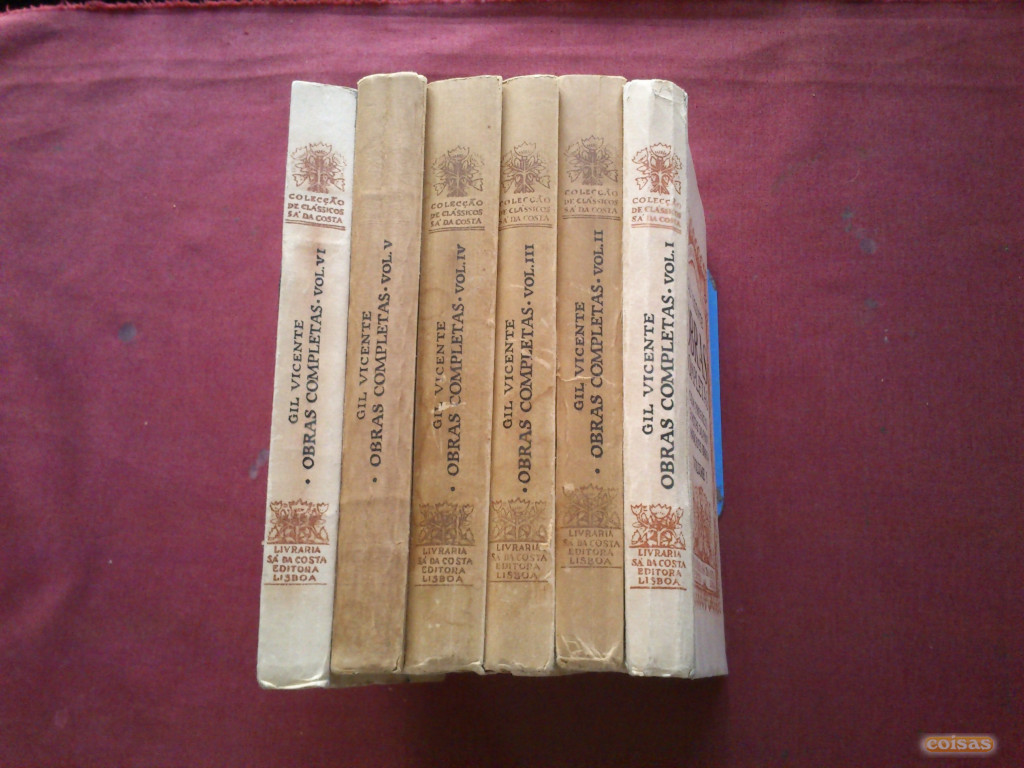 COLECÇÃO
DE CLÁSSICOS
SÁ DA COSTA
GIL VICENTE
• OBRAS COMPLETAS • VOL. VI
LIVRARIA
SÁ DA COSTA
EDITORA
LISBOA
GIL VICENTE
• OBRAS COMPLETAS • VOL. V
COLECÇÃO
DE CLÁSSICOS
SÁ DA COSTA
GIL VICENTE
• OBRAS COMPLETAS • VOL. IV
LIVRARIA
SÁ DA COSTA
EDITORA
LISBOA
COLECÇÃO
DE CLÁSSICOS
SÁ DA COSTA
GIL VICENTE
• OBRAS COMPLETAS • VOL. III
LIVRARIA
SÁ DA COSTA
EDITORA
LISBOA
COLECÇÃO
DE CLÁSSICOS
SÁ DA COSTA
GIL VICENTE
• OBRAS COMPLETAS • VOL. II
LIVRARIA
SÁ DA COSTA
EDITORA
LISBOA
COLECÇÃO
DE CLÁSSICOS
SÁ DA COSTA
GIL VICENTE
OBRAS COMPLETAS • VOL. I
LIVRARIA
SÁ DA COSTA
EDITORA
LISBOA
OBRAS
coisas